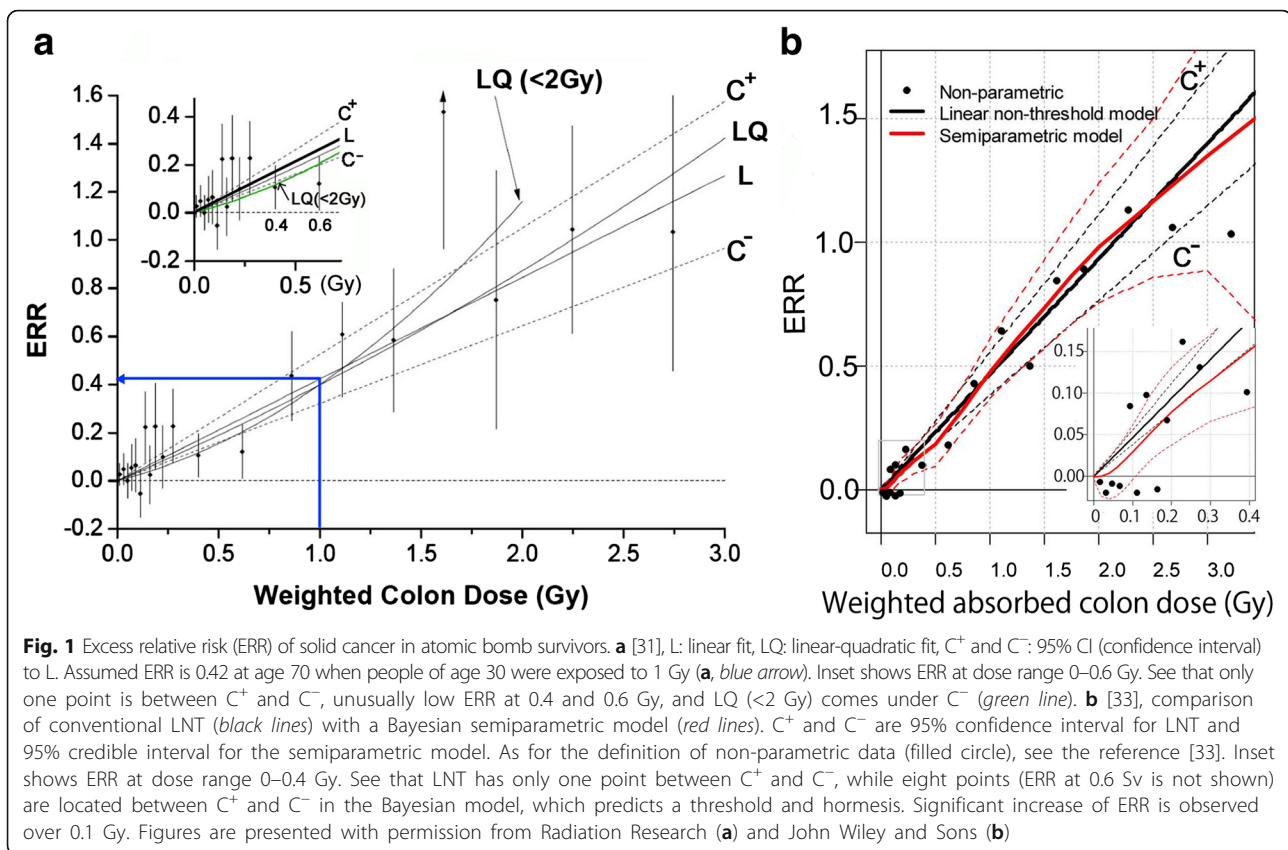 a
LQ (<2Gy)
C+
LQ
L
C−
1.6
1.4
1.2
1.0
0.8
0.6
0.4
0.2
0.0
-0.2
ERR
0.0 0.5 1.0 1.5 2.0 2.5 3.0
Weighted Colon Dose (Gy)
0.4
0.2
0.0
-0.2
C+
L
C−
LQ(<2Gy)
0.4 0.6
0.0 0.5
(Gy)
b
C+
Non-parametric
Linear non-threshold model
Semiparametric model
C−
1.5
1.0
0.5
0.0
ERR
0.0 0.5 1.0 1.5 2.0 2.5 3.0
Weighted absorbed colon dose (Gy)
0.15
0.10
0.05
0.00
0 0.1 0.2 0.3 0.4
Fig. 1 Excess relative risk (ERR) of solid cancer in atomic bomb survivors. a [31], L: linear fit, LQ: linear-quadratic fit, C+ and C−: 95% CI (confidence interval)
to L. Assumed ERR is 0.42 at age 70 when people of age 30 were exposed to 1 Gy (a, blue arrow). Inset shows ERR at dose range 0–0.6 Gy. See that only
one point is between C+ and C−, unusually low ERR at 0.4 and 0.6 Gy, and LQ (<2 Gy) comes under C− (green line). b [33], comparison
of conventional LNT (black lines) with a Bayesian semiparametric model (red lines). C+ and C− are 95% confidence interval for LNT and
95% credible interval for the semiparametric model. As for the definition of non-parametric data (filled circle), see the reference [33]. Inset
shows ERR at dose range 0–0.4 Gy. See that LNT has only one point between C+ and C−, while eight points (ERR at 0.6 Sv is not shown)
are located between C+ and C− in the Bayesian model, which predicts a threshold and hormesis. Significant increase of ERR is observed
over 0.1 Gy. Figures are presented with permission from Radiation Research (a) and John Wiley and Sons (b)